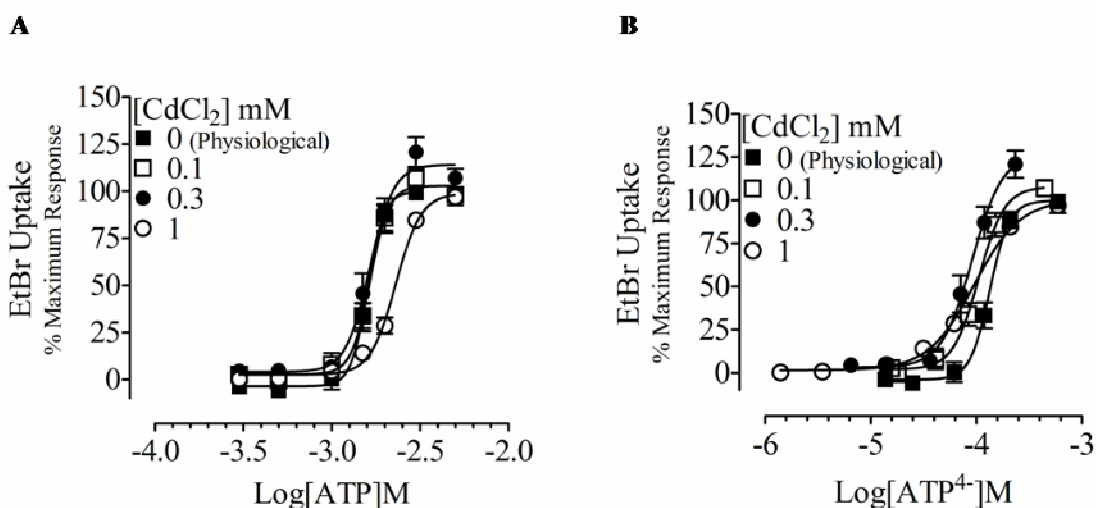 A
150
125
100
75
50
25
0
EtBr Uptake
% Maximum Response
[CdCl2] mM
0 (Physiological)
0.1
0.3
1
-4.0 -3.5 -3.0 -2.5 -2.0
Log[ATP]M
B
150
125
100
75
50
25
0
EtBr Uptake
% Maximum Response
[CdCl2] mM
0 (Physiological)
0.1
0.3
1
-6 -5 -4 -3
Log[ATP4-]M